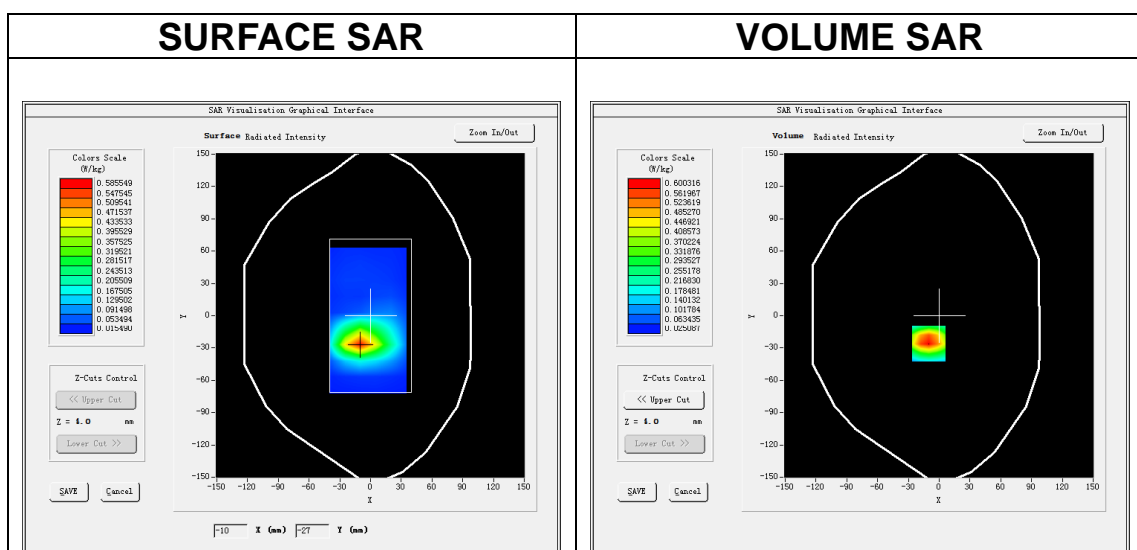 SURFACE SAR
VOLUME SAR
SAR Visualisation Graphical Interface
Surface Radiated Intensity
Zoom In/Out
Colors Scale
(W/kg)
0.585549
0.547545
0.509541
0.471537
0.433533
0.395529
0.357525
0.319521
0.281517
0.243513
0.205509
0.167505
0.129502
0.091498
0.053494
0.015490
150
120
90
60
30
0
-30
-60
-90
-120
-150
Y
-150 -120 -90 -60 -30 0 30 60 90 120 150
X
Z-Cuts Control
<< Upper Cut
Z = 4.0 mm
Lower Cut >>
SAVE Cancel
-10 X (mm) -27 Y (mm)
SAR Visualisation Graphical Interface
Volume Radiated Intensity
Zoom In/Out
Colors Scale
(W/kg)
0.600316
0.561967
0.523619
0.485270
0.446921
0.408573
0.370224
0.331876
0.293527
0.255178
0.216830
0.178481
0.140132
0.101784
0.063435
0.025087
150
120
90
60
30
0
-30
-60
-90
-120
-150
Y
-150 -120 -90 -60 -30 0 30 60 90 120 150
X
Z-Cuts Control
<< Upper Cut
Z = 4.0 mm
Lower Cut >>
SAVE Cancel